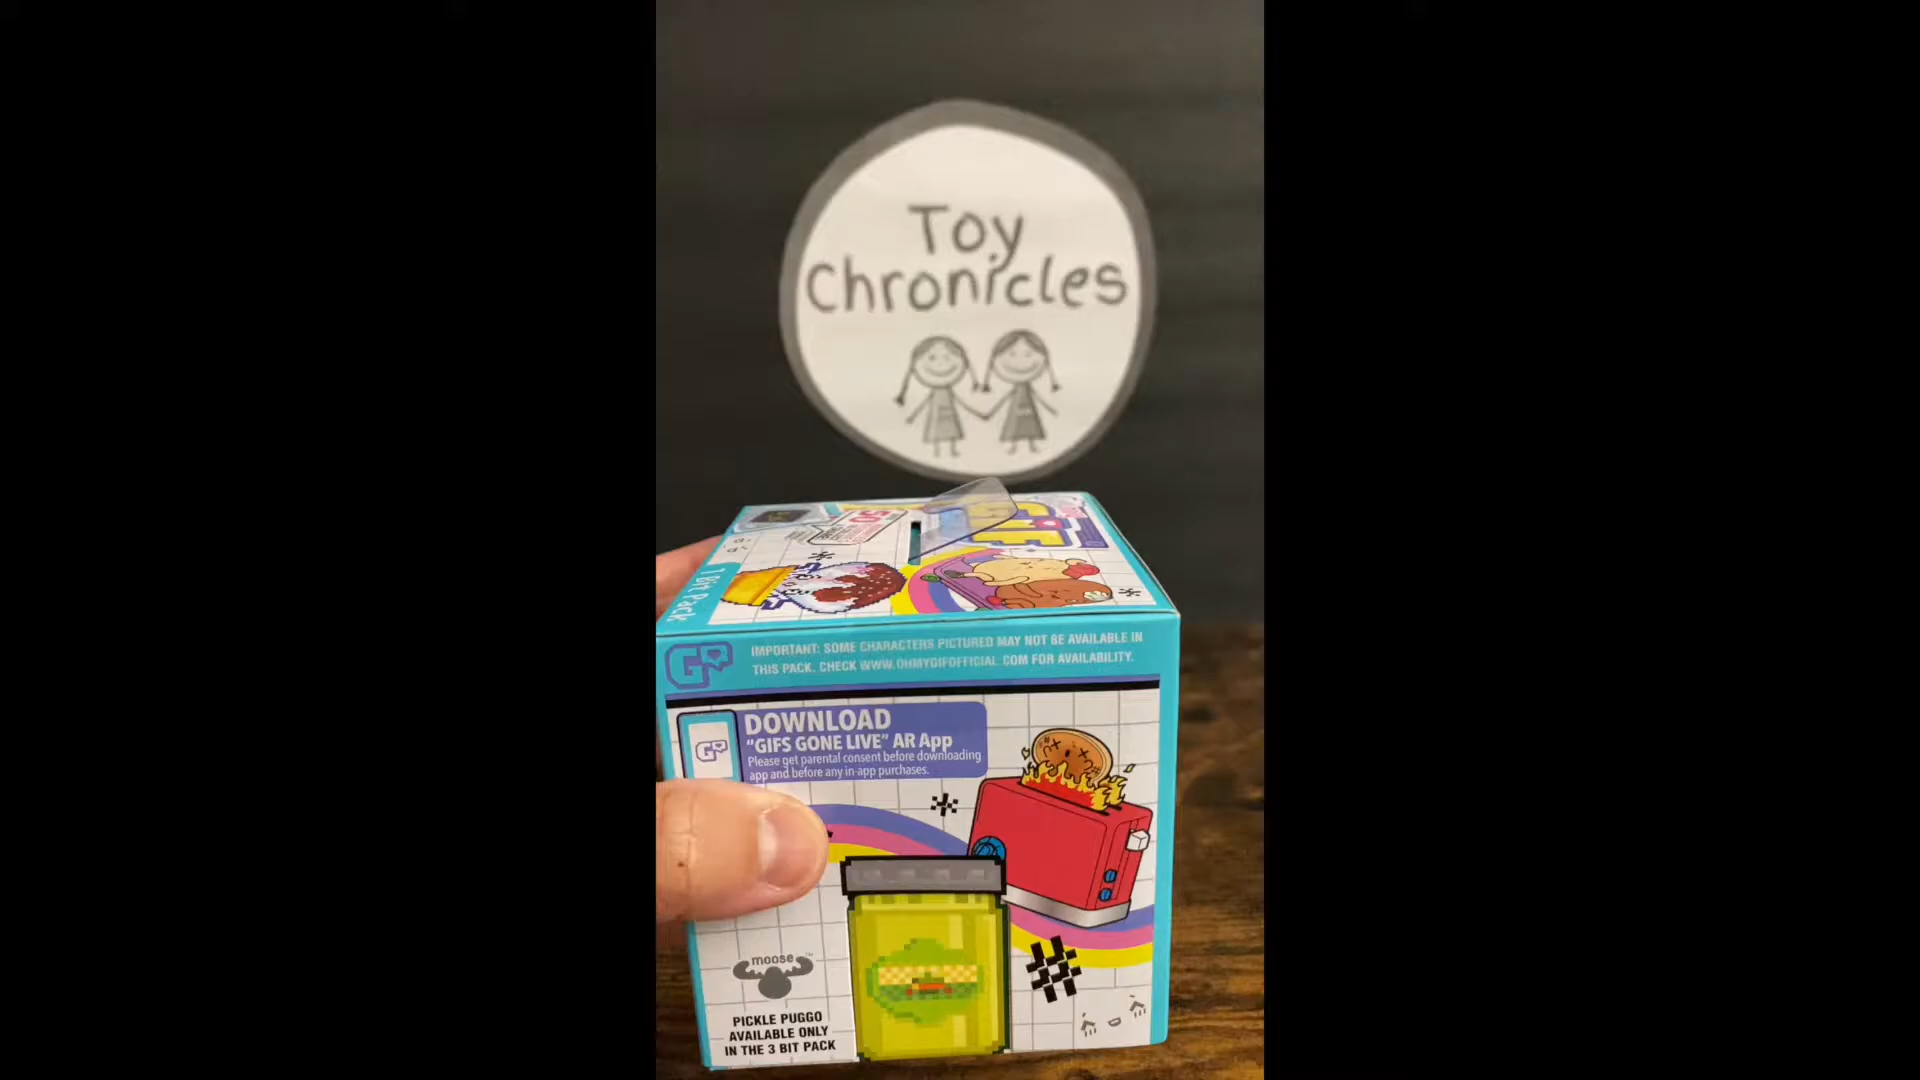 Toy
Chronicles
50
GIF
1 Bit Pack
IMPORTANT: SOME CHARACTERS PICTURED MAY NOT BE AVAILABLE IN
THIS PACK. CHECK WWW.OHMYGIFOFFICIAL.COM FOR AVAILABILITY.
DOWNLOAD
"GIFS GONE LIVE" AR App
Please get parental consent before downloading
app and before any in-app purchases.
moose
PICKLE PUGGO
AVAILABLE ONLY
IN THE 3 BIT PACK